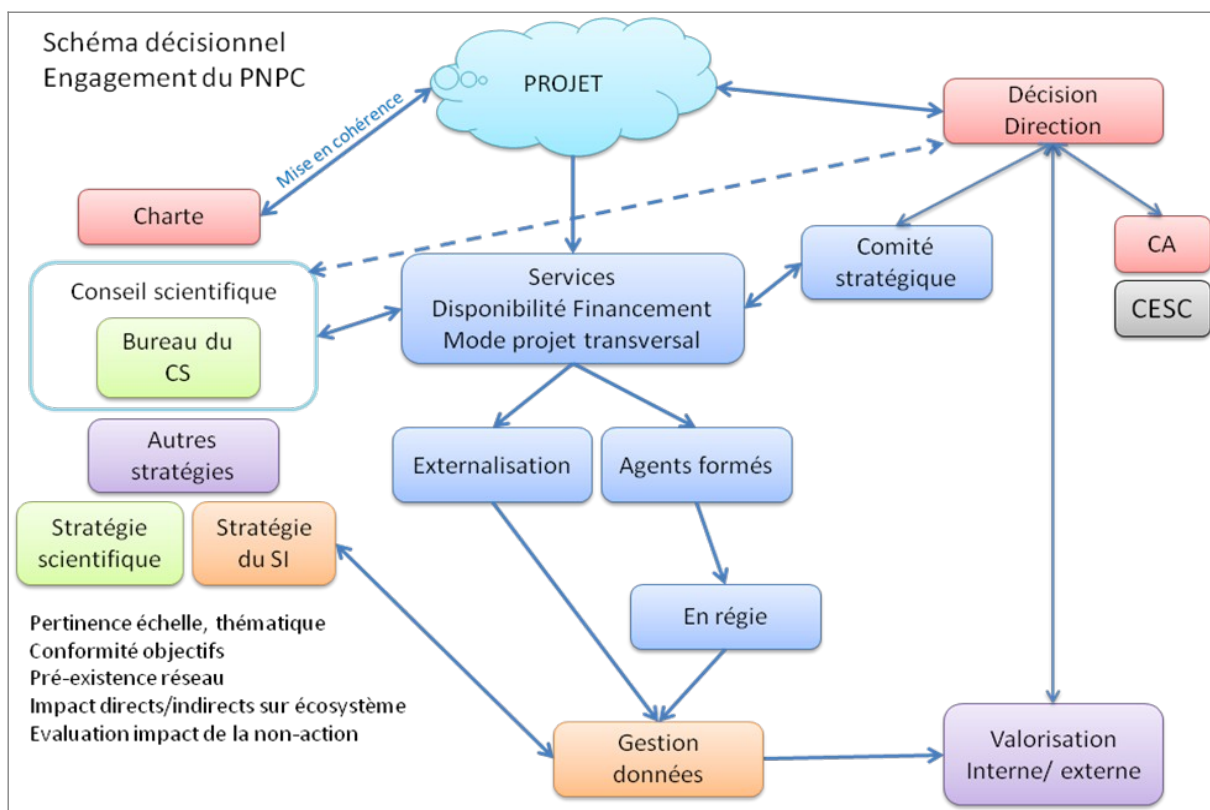 Schéma décisionnel
Engagement du PNPC
PROJET
Décision
Direction
Mise en cohérence
Charte
CA
CESC
Comité
stratégique
Services
Disponibilité Financement
Mode projet transversal
Conseil scientifique
Bureau du
CS
Autres
stratégies
Externalisation
Agents formés
Stratégie
scientifique
Stratégie
du SI
En régie
Pertinence échelle, thématique
Conformité objectifs
Pré-existence réseau
Impact directs/indirects sur écosystème
Evaluation impact de la non-action
Gestion
données
Valorisation
Interne/ externe